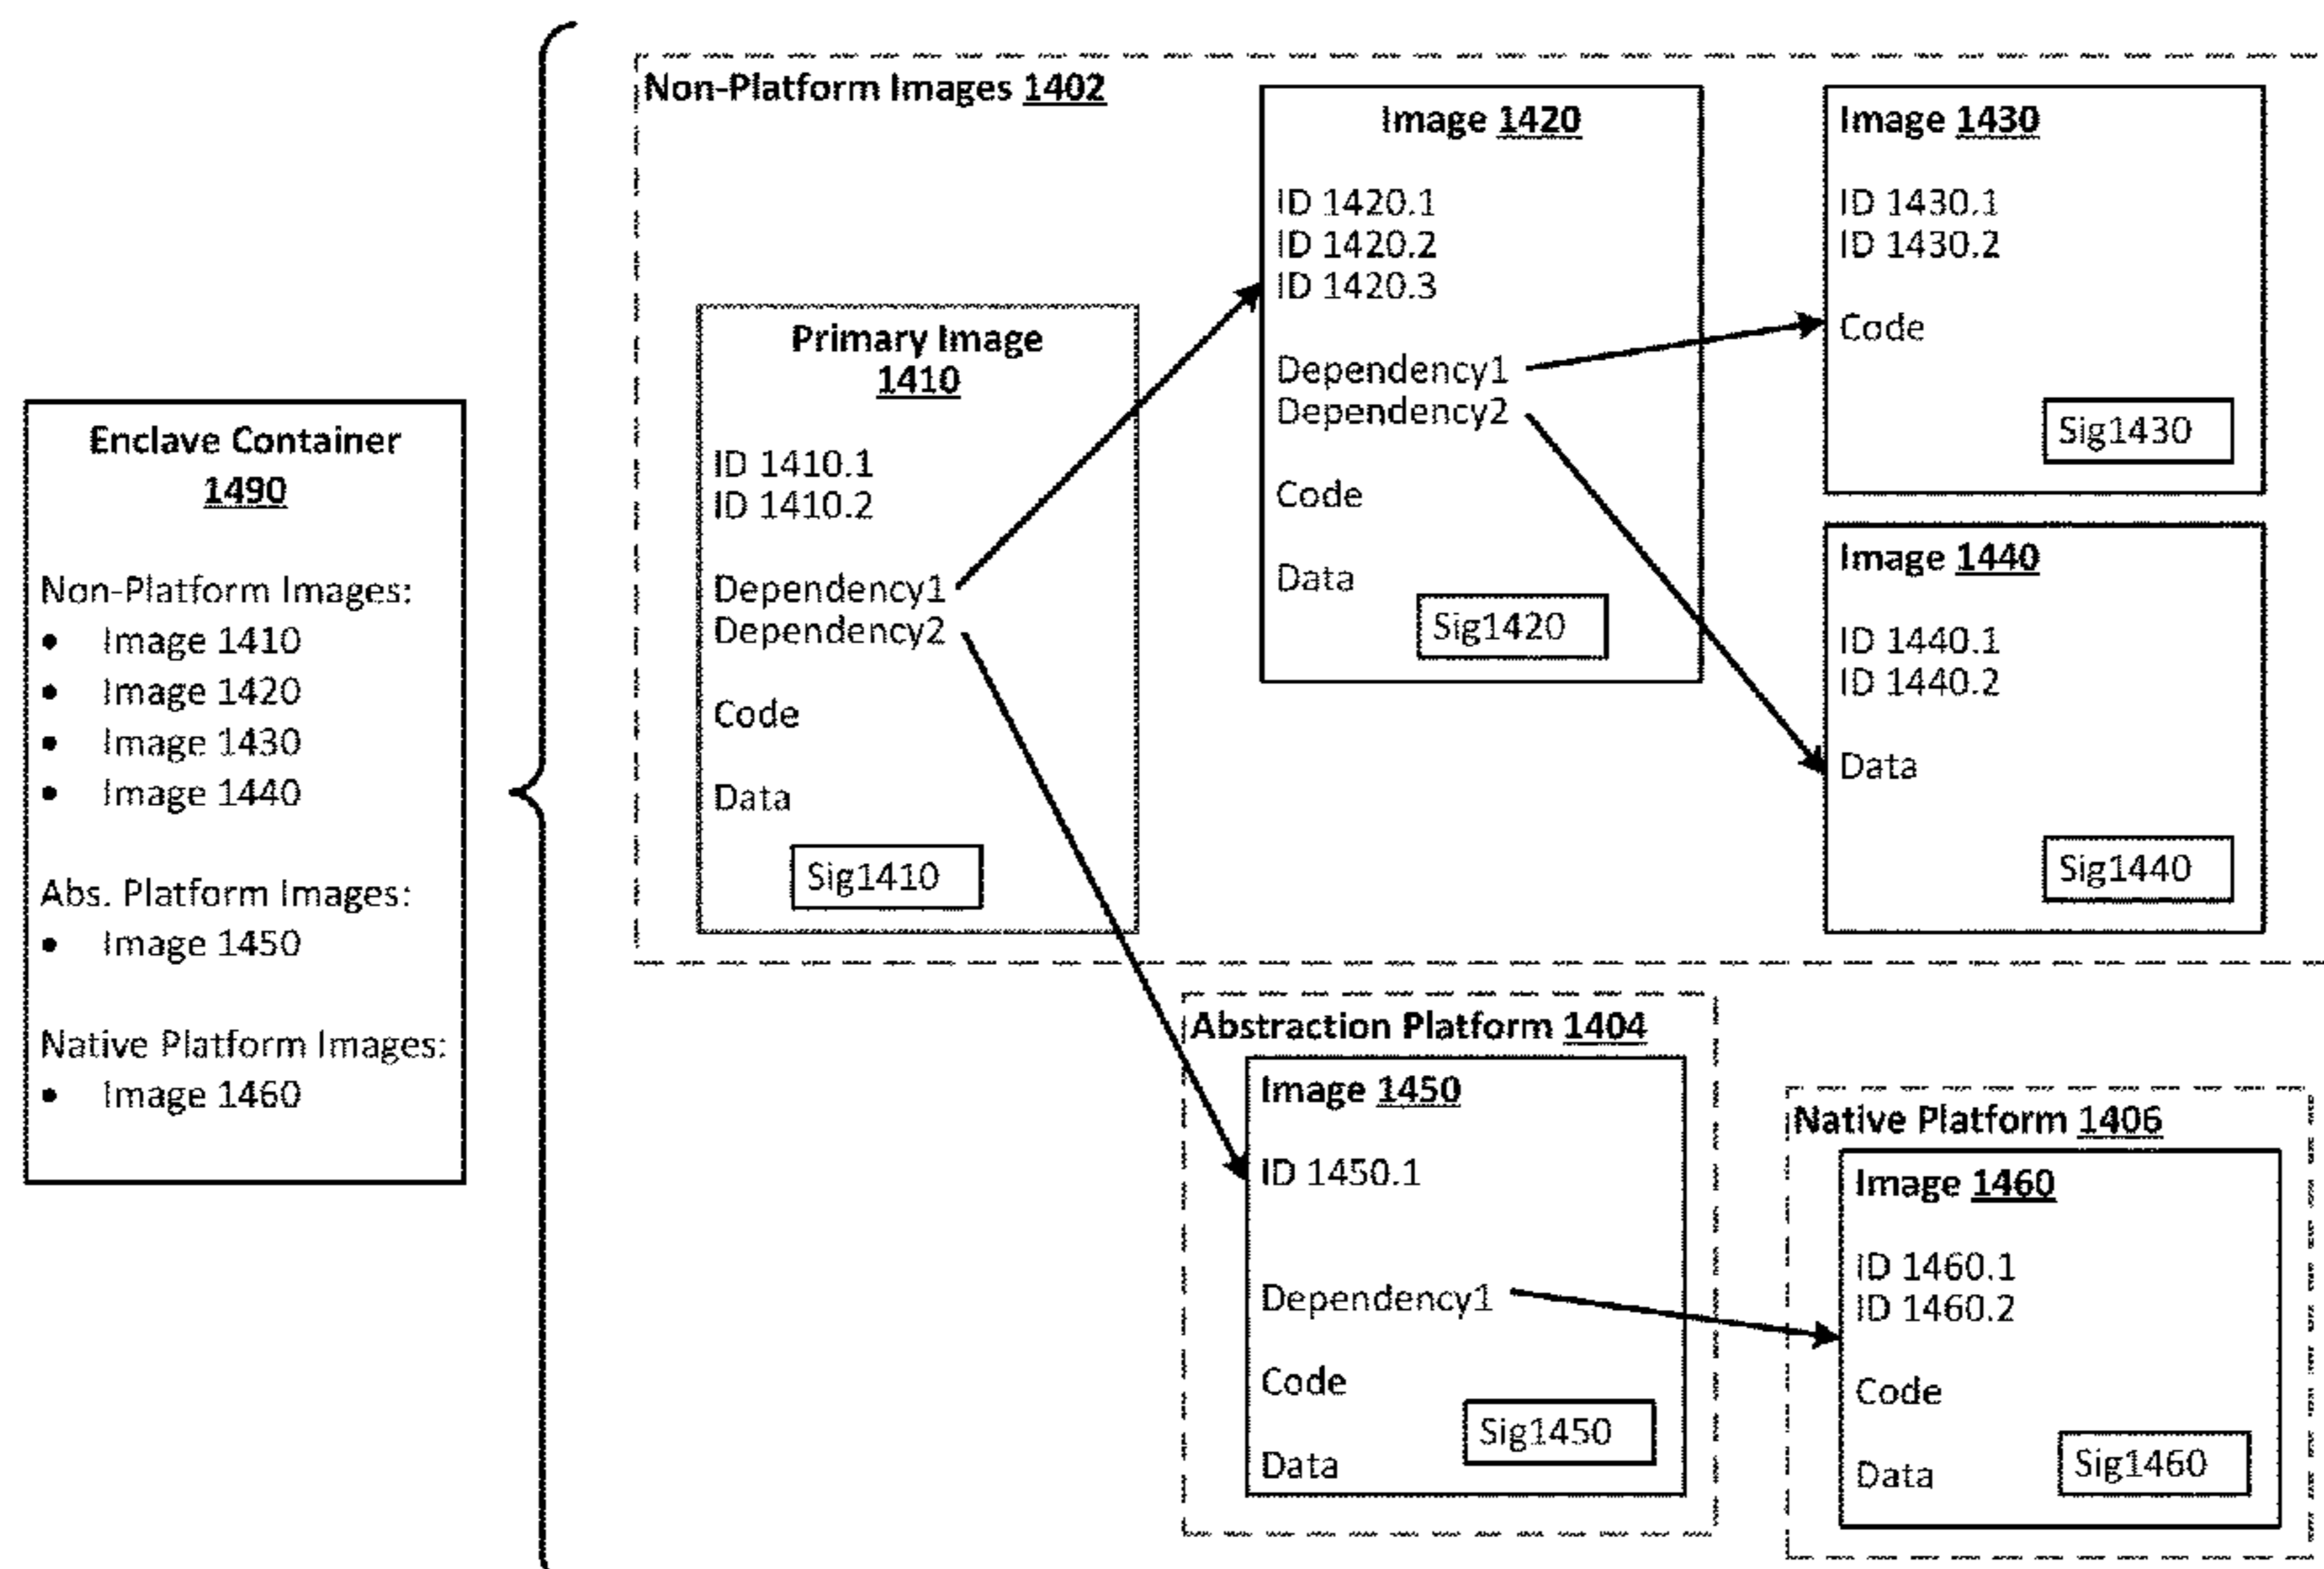 Enclave Container
1490
Non-Platform Images:
• Image 1410
• Image 1420
• Image 1430
• Image 1440
Abs. Platform Images:
• Image 1450
Native Platform Images:
• Image 1460
Non-Platform Images 1402
Primary Image
1410
ID 1410.1
ID 1410.2
Dependency1
Dependency2
Code
Data
Sig1410
Image 1420
ID 1420.1
ID 1420.2
ID 1420.3
Dependency1
Dependency2
Code
Data
Sig1420
Image 1430
ID 1430.1
ID 1430.2
Code
Sig1430
Image 1440
ID 1440.1
ID 1440.2
Data
Sig1440
Abstraction Platform 1404
Image 1450
ID 1450.1
Dependency1
Code
Data
Sig1450
Native Platform 1406
Image 1460
ID 1460.1
ID 1460.2
Code
Data
Sig1460